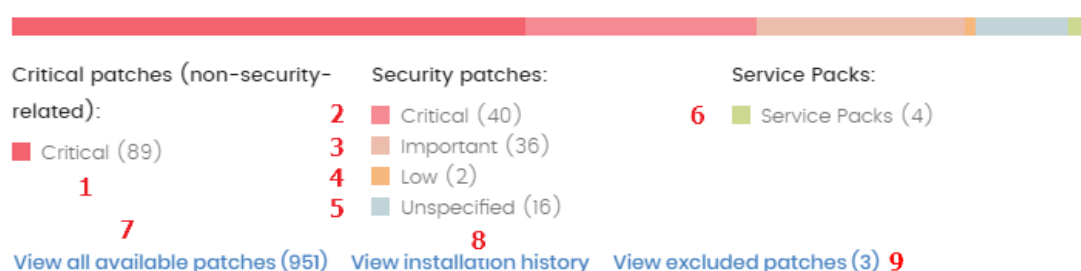 Critical patches (non-security-related):
1 Critical (89)
Security patches:
2 Critical (40)
3 Important (36)
4 Low (2)
5 Unspecified (16)
Service Packs:
6 Service Packs (4)
7 View all available patches (951)
8 View installation history
View excluded patches (3) 9